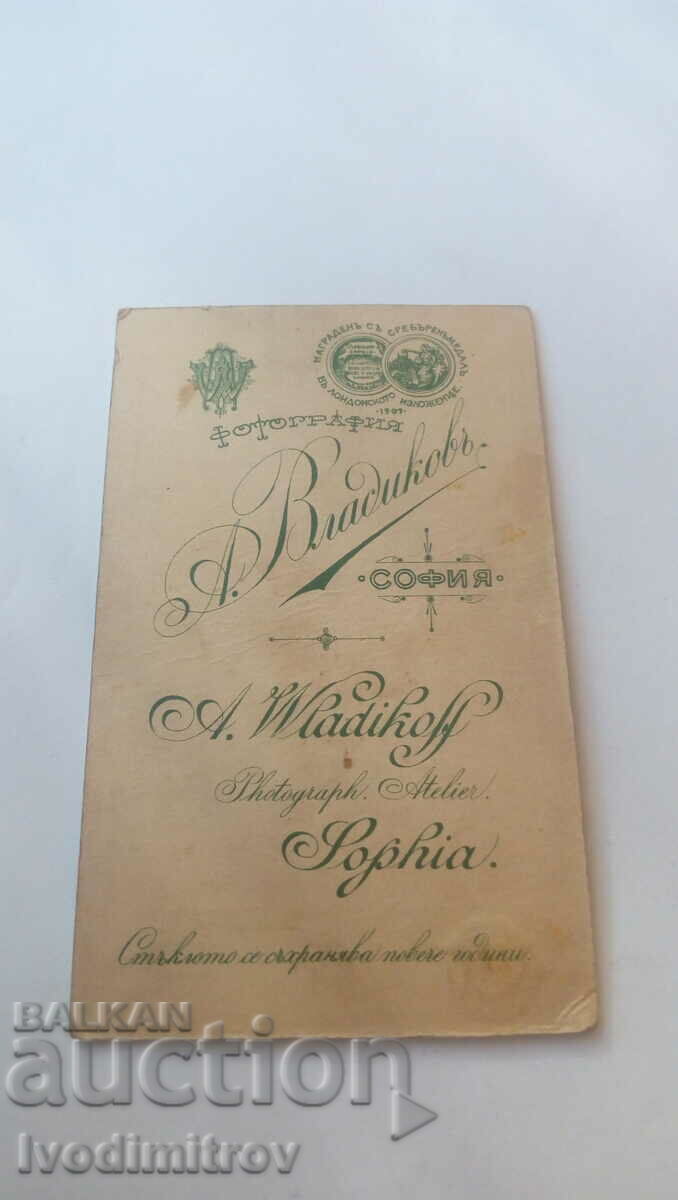 НАГРАДЕНЪ СЪ СРЕБЪРЕНЪ МЕДАЛЪ
ВЪ ЛОНДОНСКОТО ИЗЛОЖЕНИЕ
·1907·
ФОТОГРАФИЯ
А. Владиковъ
·СОФИЯ·
A. Wladikoff
Photograph. Atelier.
Sophia.
Стъклото се съхранява повече години.
BALKAN
auction
Ivodimitrov